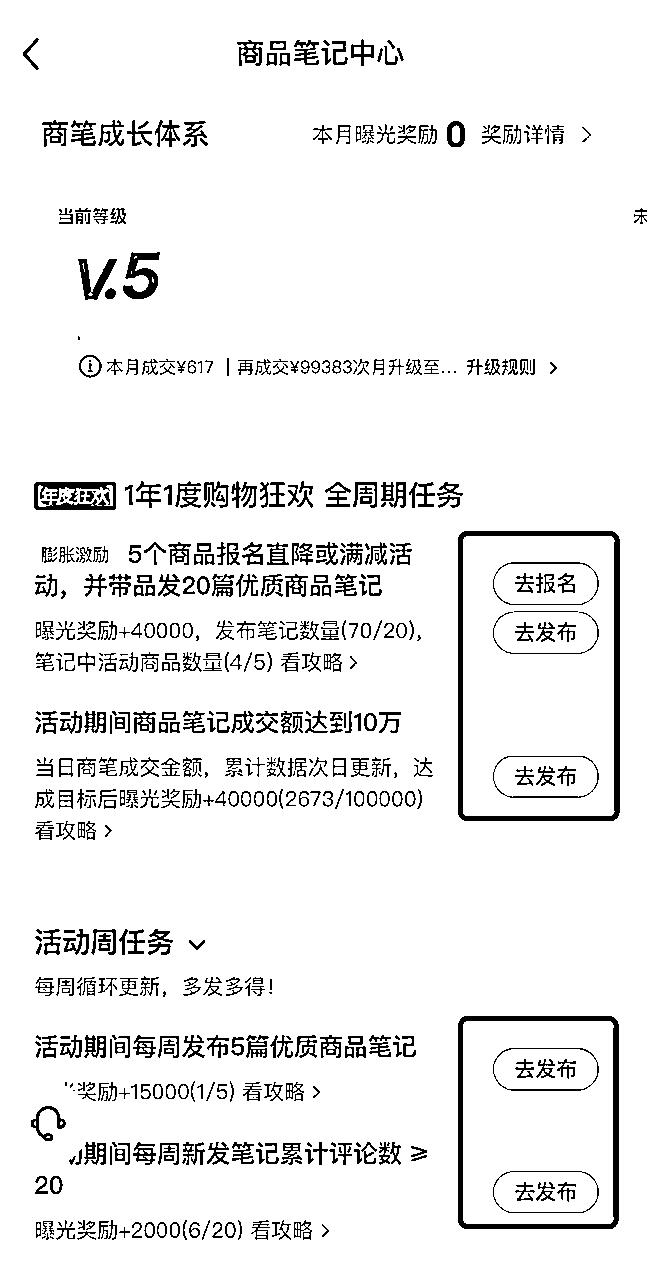 商品笔记中心
商笔成长体系 本月曝光奖励 0 奖励详情
当前等级 未
V.5
本月成交¥617 | 再成交¥99383次月升级至... 升级规则
年度狂欢 1年1度购物狂欢 全周期任务
膨胀激励 5个商品报名直降或满减活
动，并带品发20篇优质商品笔记
去报名
曝光奖励+40000，发布笔记数量(70/20)，
笔记中活动商品数量(4/5) 看攻略
去发布
活动期间商品笔记成交额达到10万
当日商笔成交金额，累计数据次日更新，达
成目标后曝光奖励+40000(2673/100000)
看攻略
去发布
活动周任务
每周循环更新，多发多得！
活动期间每周发布5篇优质商品笔记
奖励+15000(1/5) 看攻略
去发布
期间每周新发笔记累计评论数 ≥
20
曝光奖励+2000(6/20) 看攻略
去发布